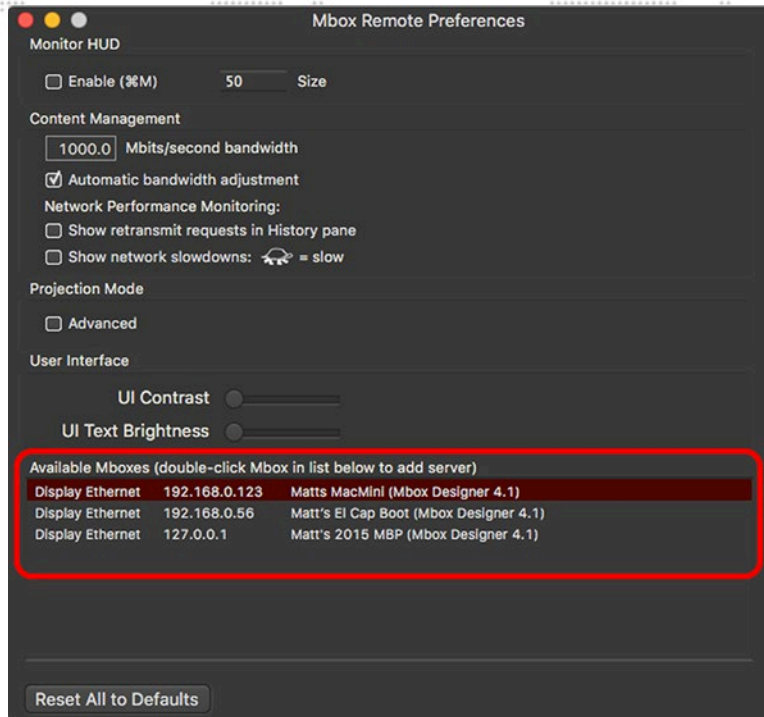 Mbox Remote Preferences
Monitor HUD
Enable (⌘M) 50 Size
Content Management
1000.0 Mbits/second bandwidth
Automatic bandwidth adjustment
Network Performance Monitoring:
Show retransmit requests in History pane
Show network slowdowns: = slow
Projection Mode
Advanced
User Interface
UI Contrast
UI Text Brightness
Available Mboxes (double-click Mbox in list below to add server)
Display Ethernet 192.168.0.123 Matts MacMini (Mbox Designer 4.1)
Display Ethernet 192.168.0.56 Matt's El Cap Boot (Mbox Designer 4.1)
Display Ethernet 127.0.0.1 Matt's 2015 MBP (Mbox Designer 4.1)
Reset All to Defaults